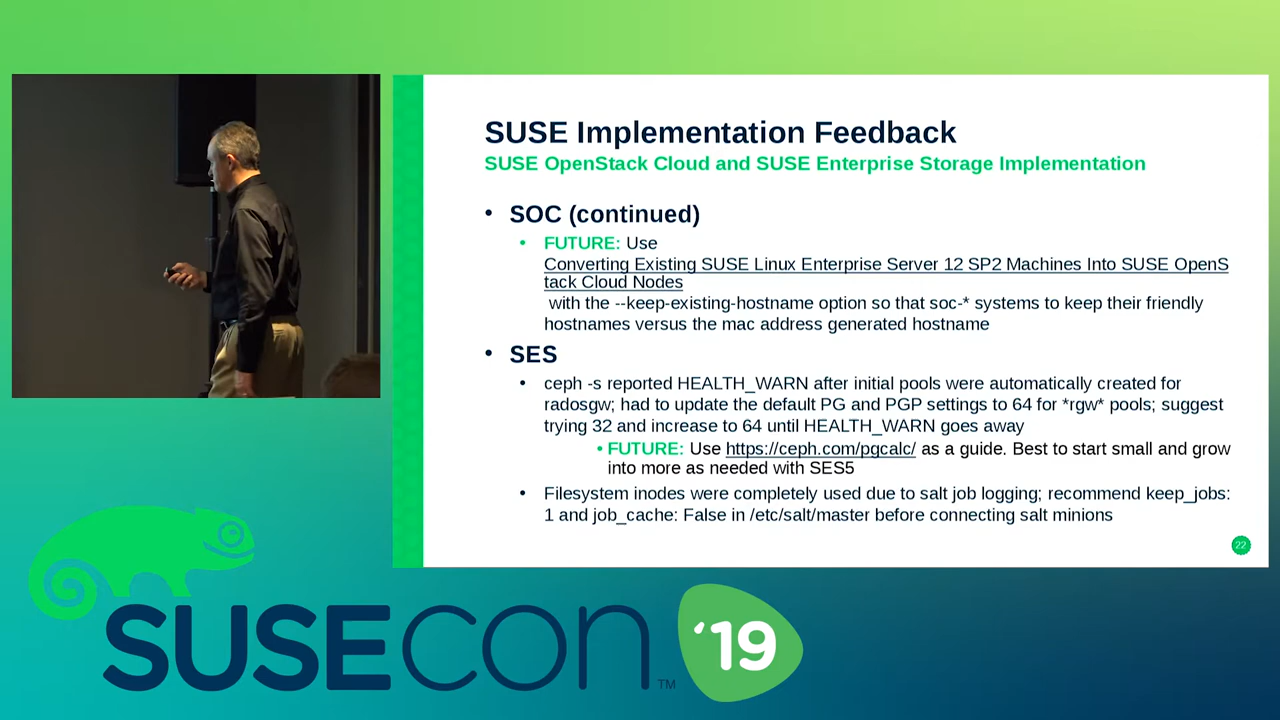 SUSE Implementation Feedback
SUSE OpenStack Cloud and SUSE Enterprise Storage Implementation
• SOC (continued)
• FUTURE: Use
Converting Existing SUSE Linux Enterprise Server 12 SP2 Machines Into SUSE OpenS
tack Cloud Nodes
with the --keep-existing-hostname option so that soc-* systems to keep their friendly
hostnames versus the mac address generated hostname
• SES
• ceph -s reported HEALTH_WARN after initial pools were automatically created for
radosgw; had to update the default PG and PGP settings to 64 for *rgw* pools; suggest
trying 32 and increase to 64 until HEALTH_WARN goes away
• FUTURE: Use https://ceph.com/pgcalc/ as a guide. Best to start small and grow
into more as needed with SES5
• Filesystem inodes were completely used due to salt job logging; recommend keep_jobs:
1 and job_cache: False in /etc/salt/master before connecting salt minions
22
SUSECON™ '19